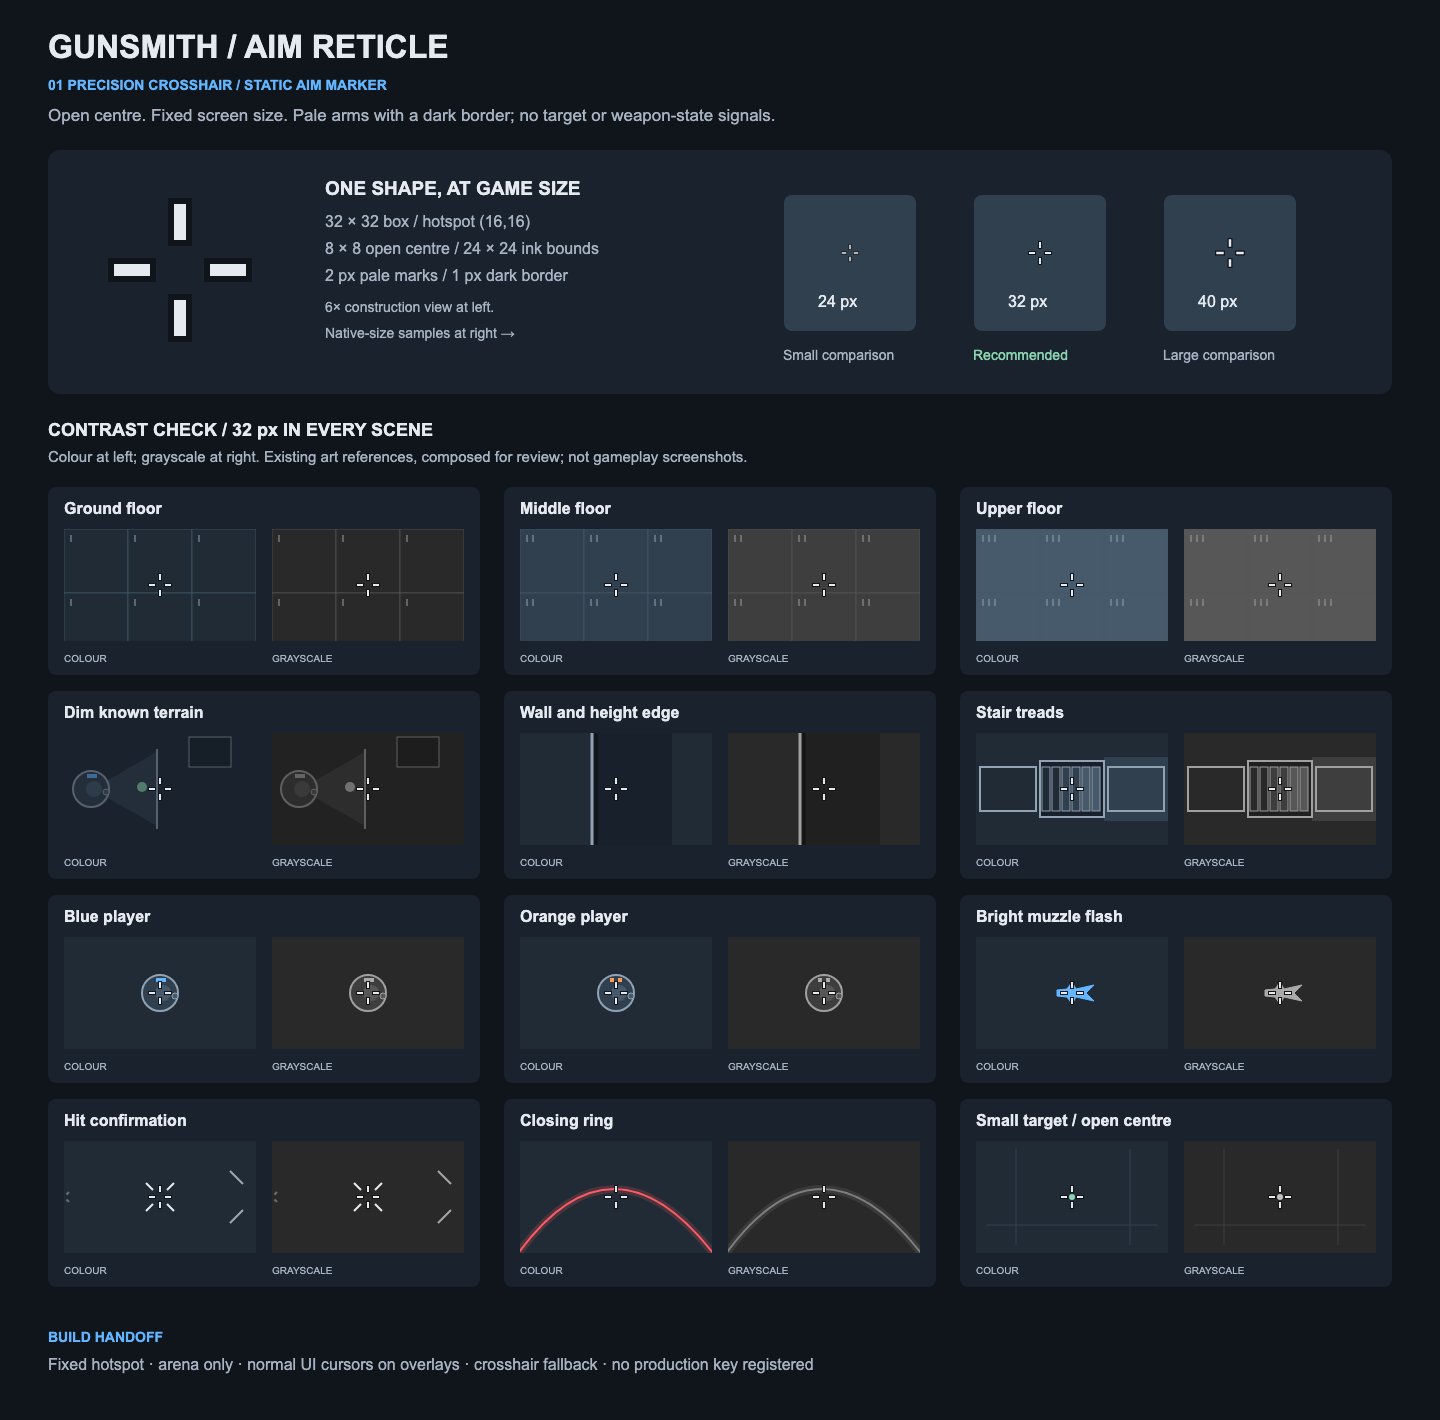 GUNSMITH / AIM RETICLE
01 PRECISION CROSSHAIR / STATIC AIM MARKER
Open centre. Fixed screen size. Pale arms with a dark border; no target or weapon-state signals.
ONE SHAPE, AT GAME SIZE
32 × 32 box / hotspot (16,16)
8 × 8 open centre / 24 × 24 ink bounds
2 px pale marks / 1 px dark border
6× construction view at left.
Native-size samples at right →
24 px
32 px
40 px
Small comparison
Recommended
Large comparison
CONTRAST CHECK / 32 px IN EVERY SCENE
Colour at left; grayscale at right. Existing art references, composed for review; not gameplay screenshots.
Ground floor
COLOUR
GRAYSCALE
Middle floor
COLOUR
GRAYSCALE
Upper floor
COLOUR
GRAYSCALE
Dim known terrain
COLOUR
GRAYSCALE
Wall and height edge
COLOUR
GRAYSCALE
Stair treads
COLOUR
GRAYSCALE
Blue player
COLOUR
GRAYSCALE
Orange player
COLOUR
GRAYSCALE
Bright muzzle flash
COLOUR
GRAYSCALE
Hit confirmation
COLOUR
GRAYSCALE
Closing ring
COLOUR
GRAYSCALE
Small target / open centre
COLOUR
GRAYSCALE
BUILD HANDOFF
Fixed hotspot · arena only · normal UI cursors on overlays · crosshair fallback · no production key registered